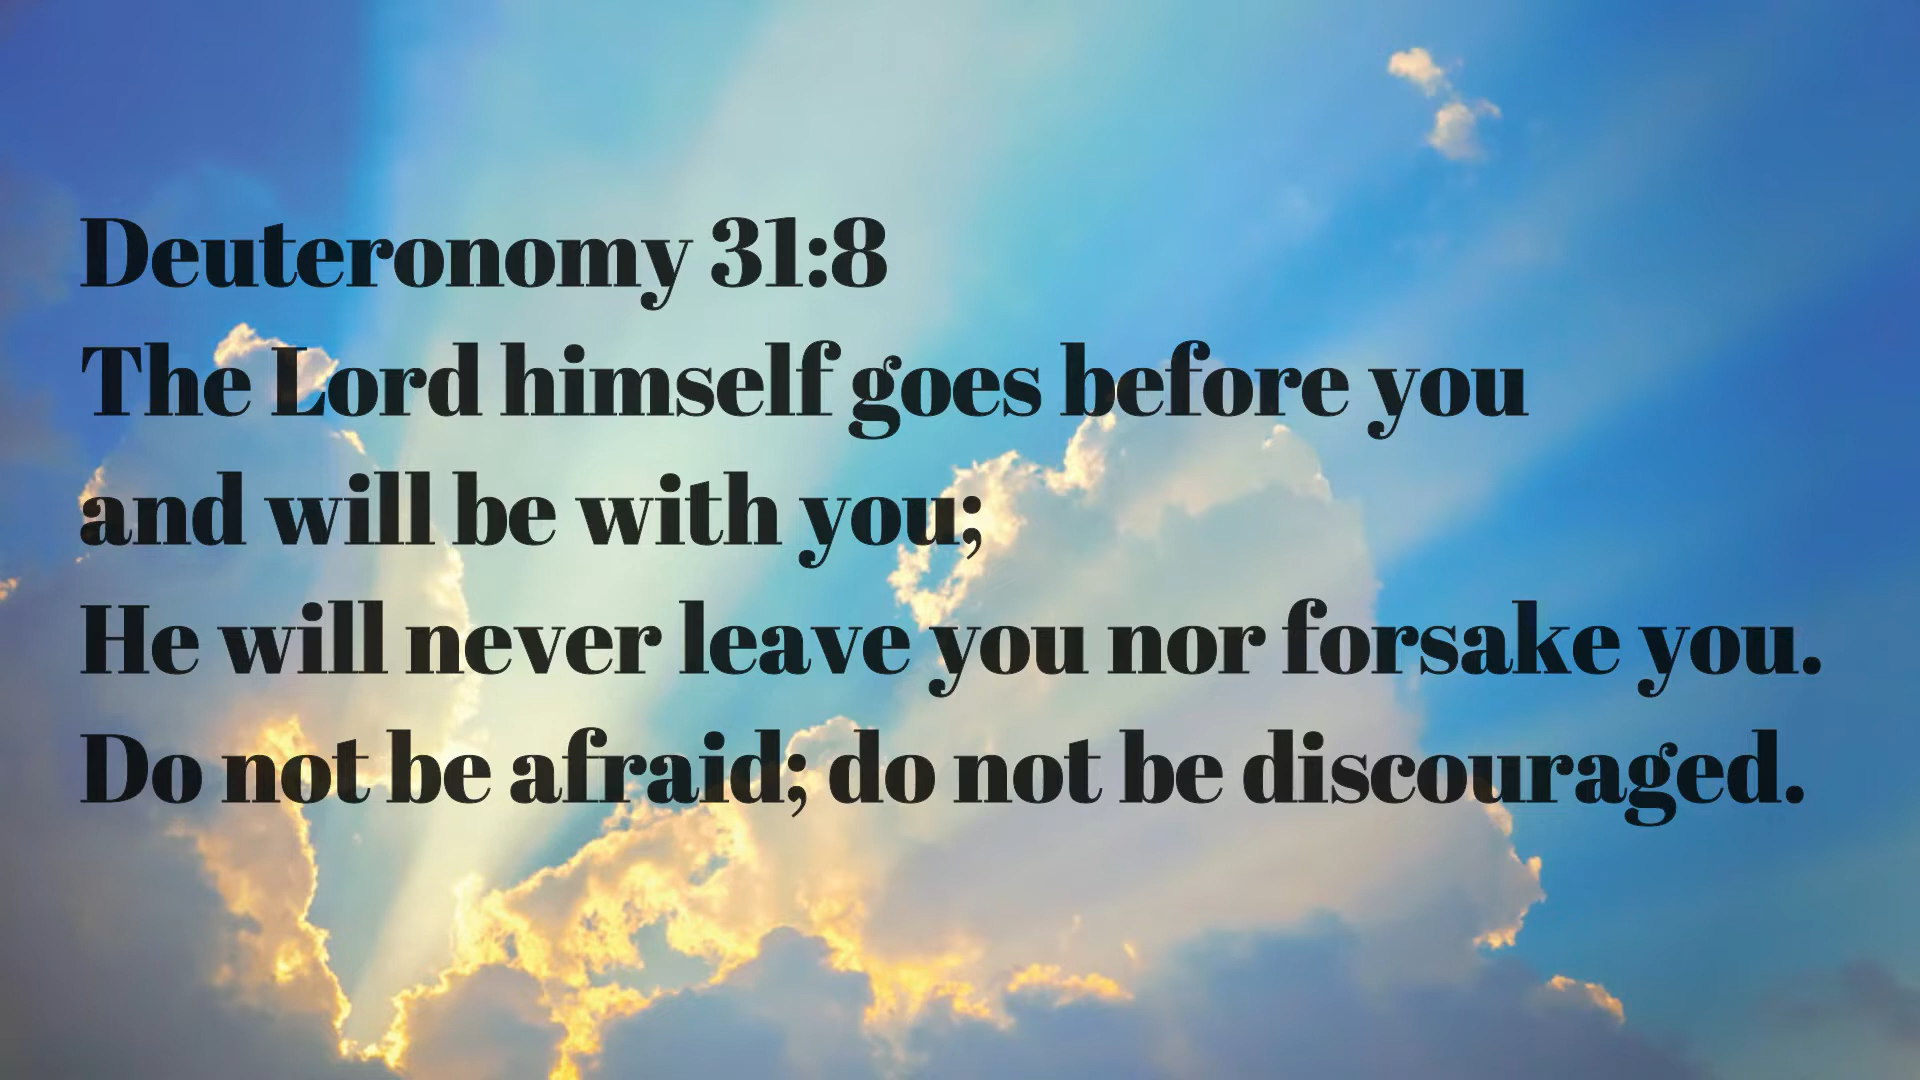 Deuteronomy 31:8
The Lord himself goes before you
and will be with you;
He will never leave you nor forsake you.
Do not be afraid; do not be discouraged.